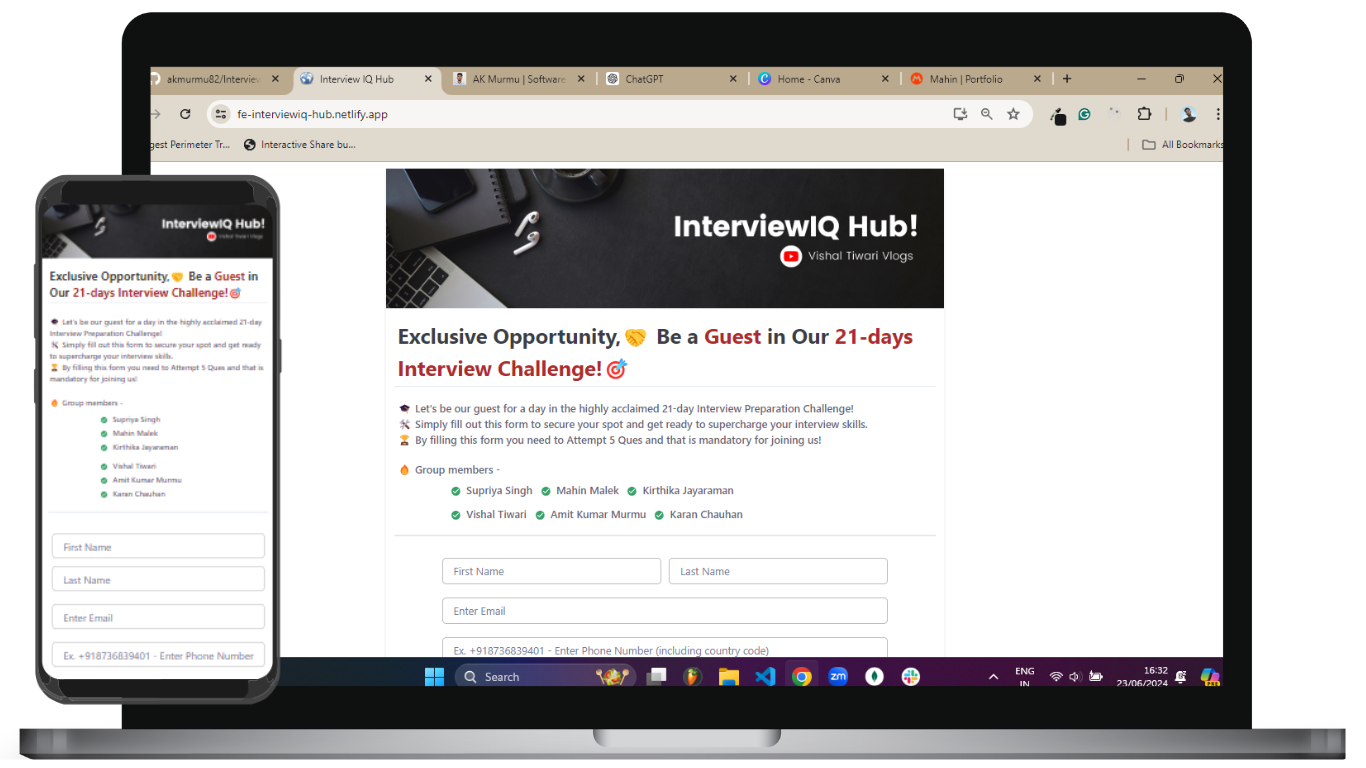 akmurmu82/Interview
Interview IQ Hub
AK Murmu | Software
ChatGPT
Home - Canva
Mahin | Portfolio
fe-interviewiq-hub.netlify.app
gest Perimeter Tr...
Interactive Share bu...
All Bookmarks
InterviewIQ Hub!
Vishal Tiwari Vlogs
Exclusive Opportunity,🤝 Be a Guest in Our 21-days
Interview Challenge!🎯
🎓 Let's be our guest for a day in the highly acclaimed 21-day Interview Preparation Challenge!
🛠 Simply fill out this form to secure your spot and get ready to supercharge your interview skills.
⏳ By filling this form you need to Attempt 5 Ques and that is mandatory for joining us!
🔥 Group members -
Supriya Singh Mahin Malek Kirthika Jayaraman
Vishal Tiwari Amit Kumar Murmu Karan Chauhan
First Name
Last Name
Enter Email
Ex. +918736839401 - Enter Phone Number (including country code)
Search
zm
ENG
IN
16:32
23/06/2024
PRE
InterviewIQ Hub!
Vishal Tiwari Vlogs
Exclusive Opportunity,🤝 Be a Guest in
Our 21-days Interview Challenge!🎯
🎓 Let's be our guest for a day in the highly acclaimed 21-day
Interview Preparation Challenge!
🛠 Simply fill out this form to secure your spot and get ready
to supercharge your interview skills.
⏳ By filling this form you need to Attempt 5 Ques and that is
mandatory for joining us!
🔥 Group members -
Supriya Singh
Mahin Malek
Kirthika Jayaraman
Vishal Tiwari
Amit Kumar Murmu
Karan Chauhan
First Name
Last Name
Enter Email
Ex. +918736839401 - Enter Phone Number